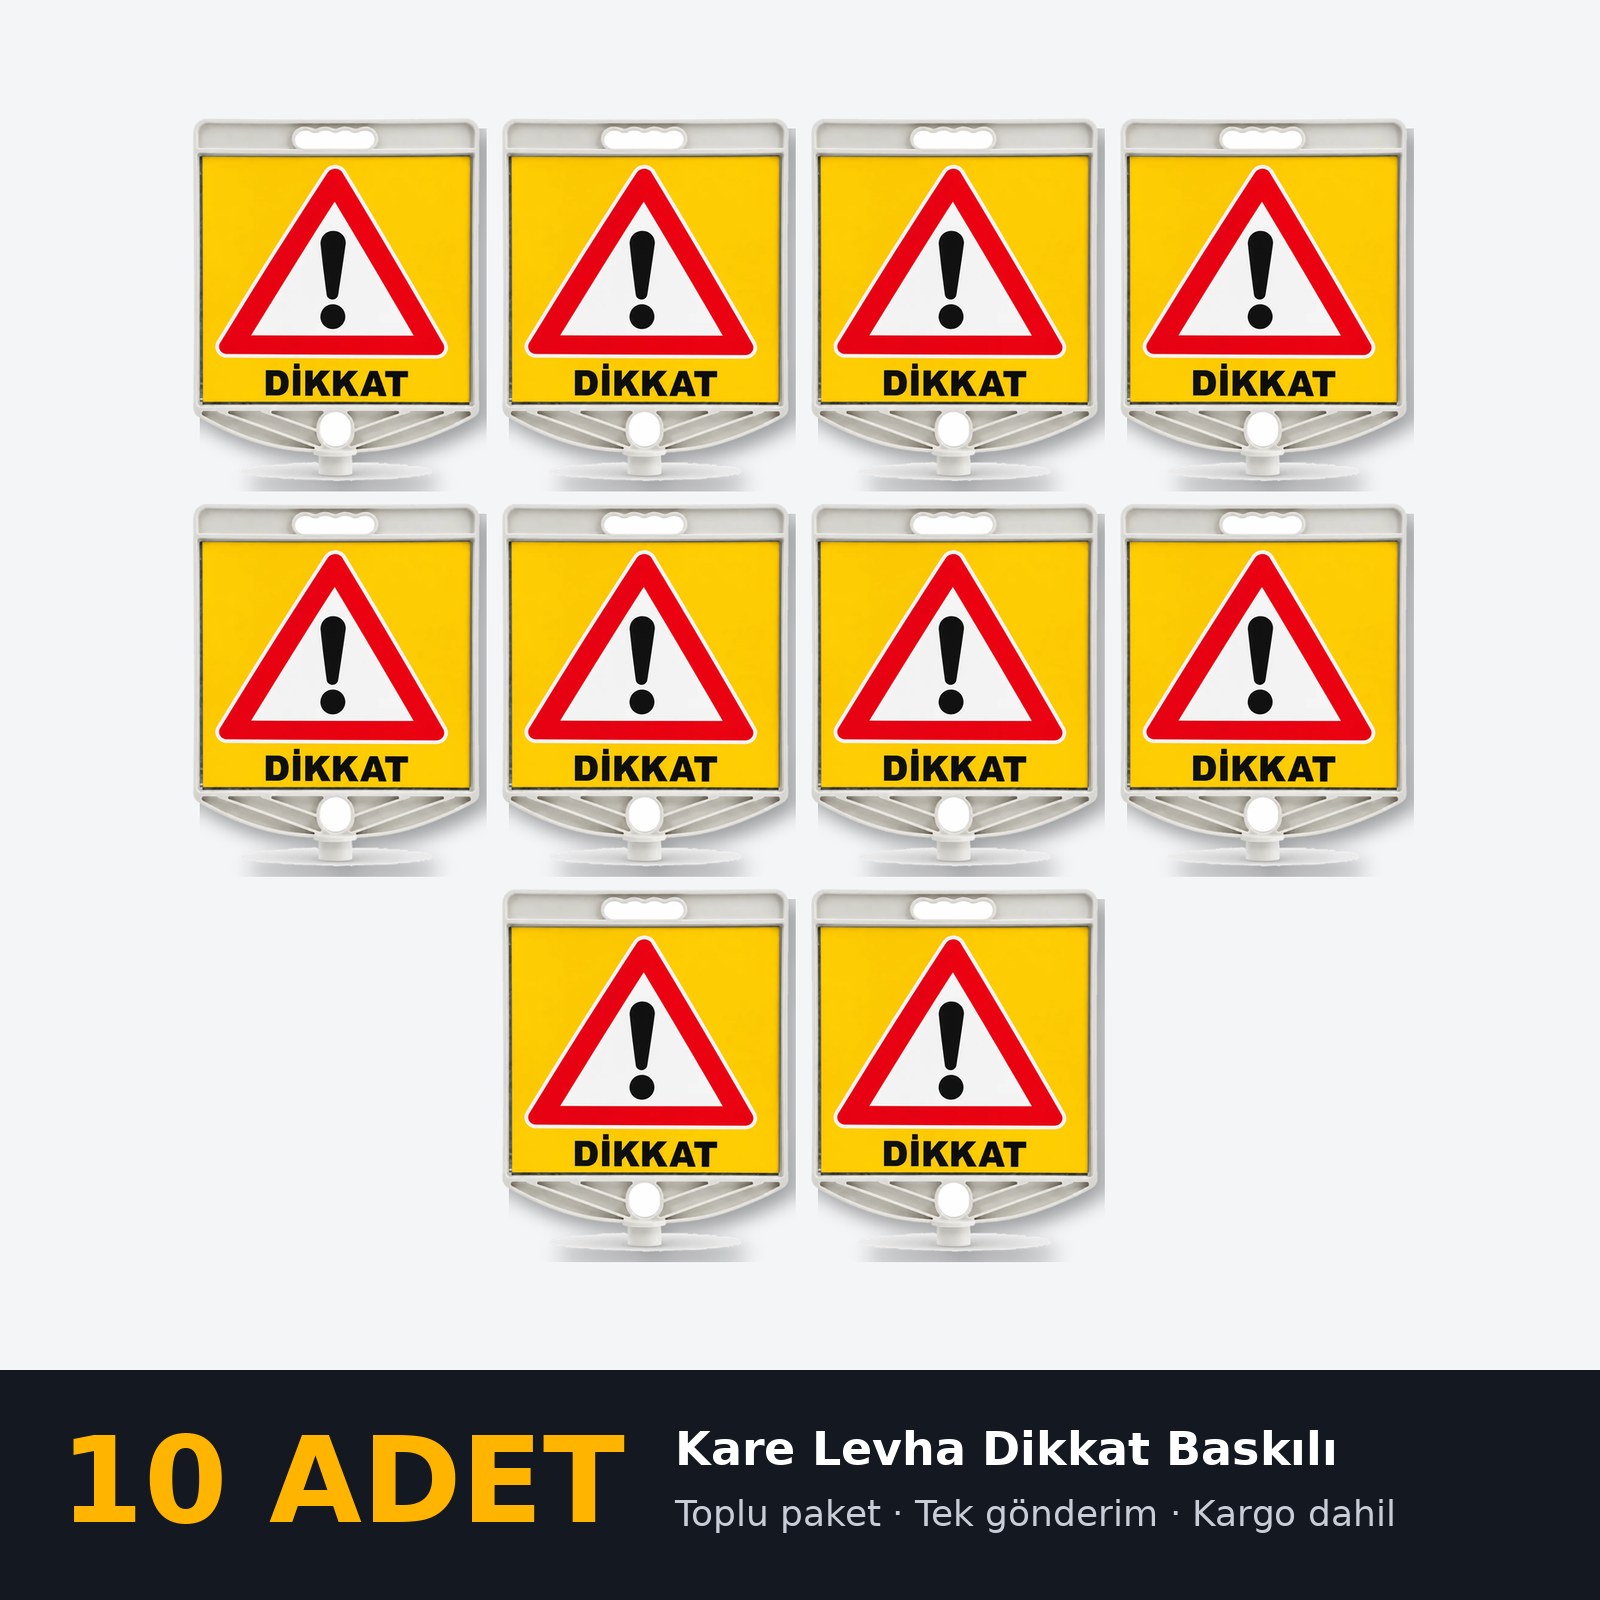 DİKKAT DİKKAT DİKKAT DİKKAT
DİKKAT DİKKAT DİKKAT DİKKAT
DİKKAT DİKKAT
10 ADET
Kare Levha Dikkat Baskılı
Toplu paket · Tek gönderim · Kargo dahil